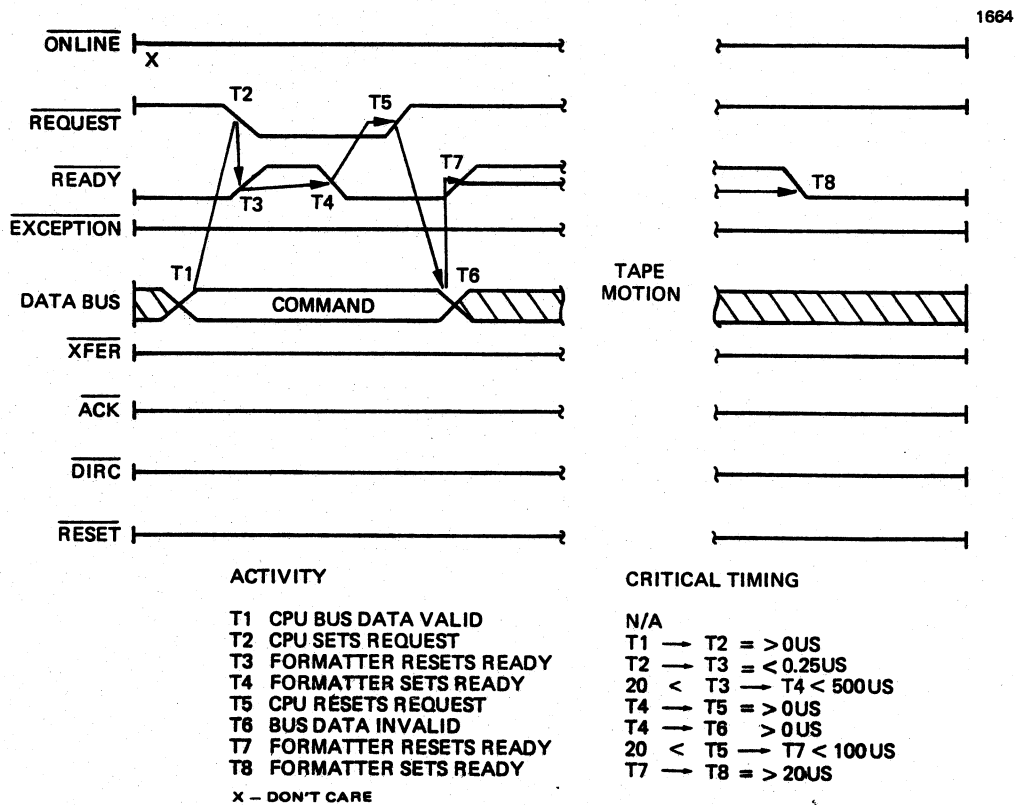 1664
ONLINE
X
T2
T5
REQUEST
T7
READY
T3
T4
T8
EXCEPTION
T1
T6
DATA BUS
COMMAND
TAPE
MOTION
XFER
ACK
DIRC
RESET
ACTIVITY
CRITICAL TIMING
T1 CPU BUS DATA VALID
N/A
T2 CPU SETS REQUEST
T1 → T2 = > 0US
T3 FORMATTER RESETS READY
T2 → T3 = < 0.25US
T4 FORMATTER SETS READY
20 < T3 → T4 < 500US
T5 CPU RESETS REQUEST
T4 → T5 = > 0US
T6 BUS DATA INVALID
T4 → T6 > 0US
T7 FORMATTER RESETS READY
20 < T5 → T7 < 100US
T8 FORMATTER SETS READY
T7 → T8 = > 20US
X – DON'T CARE